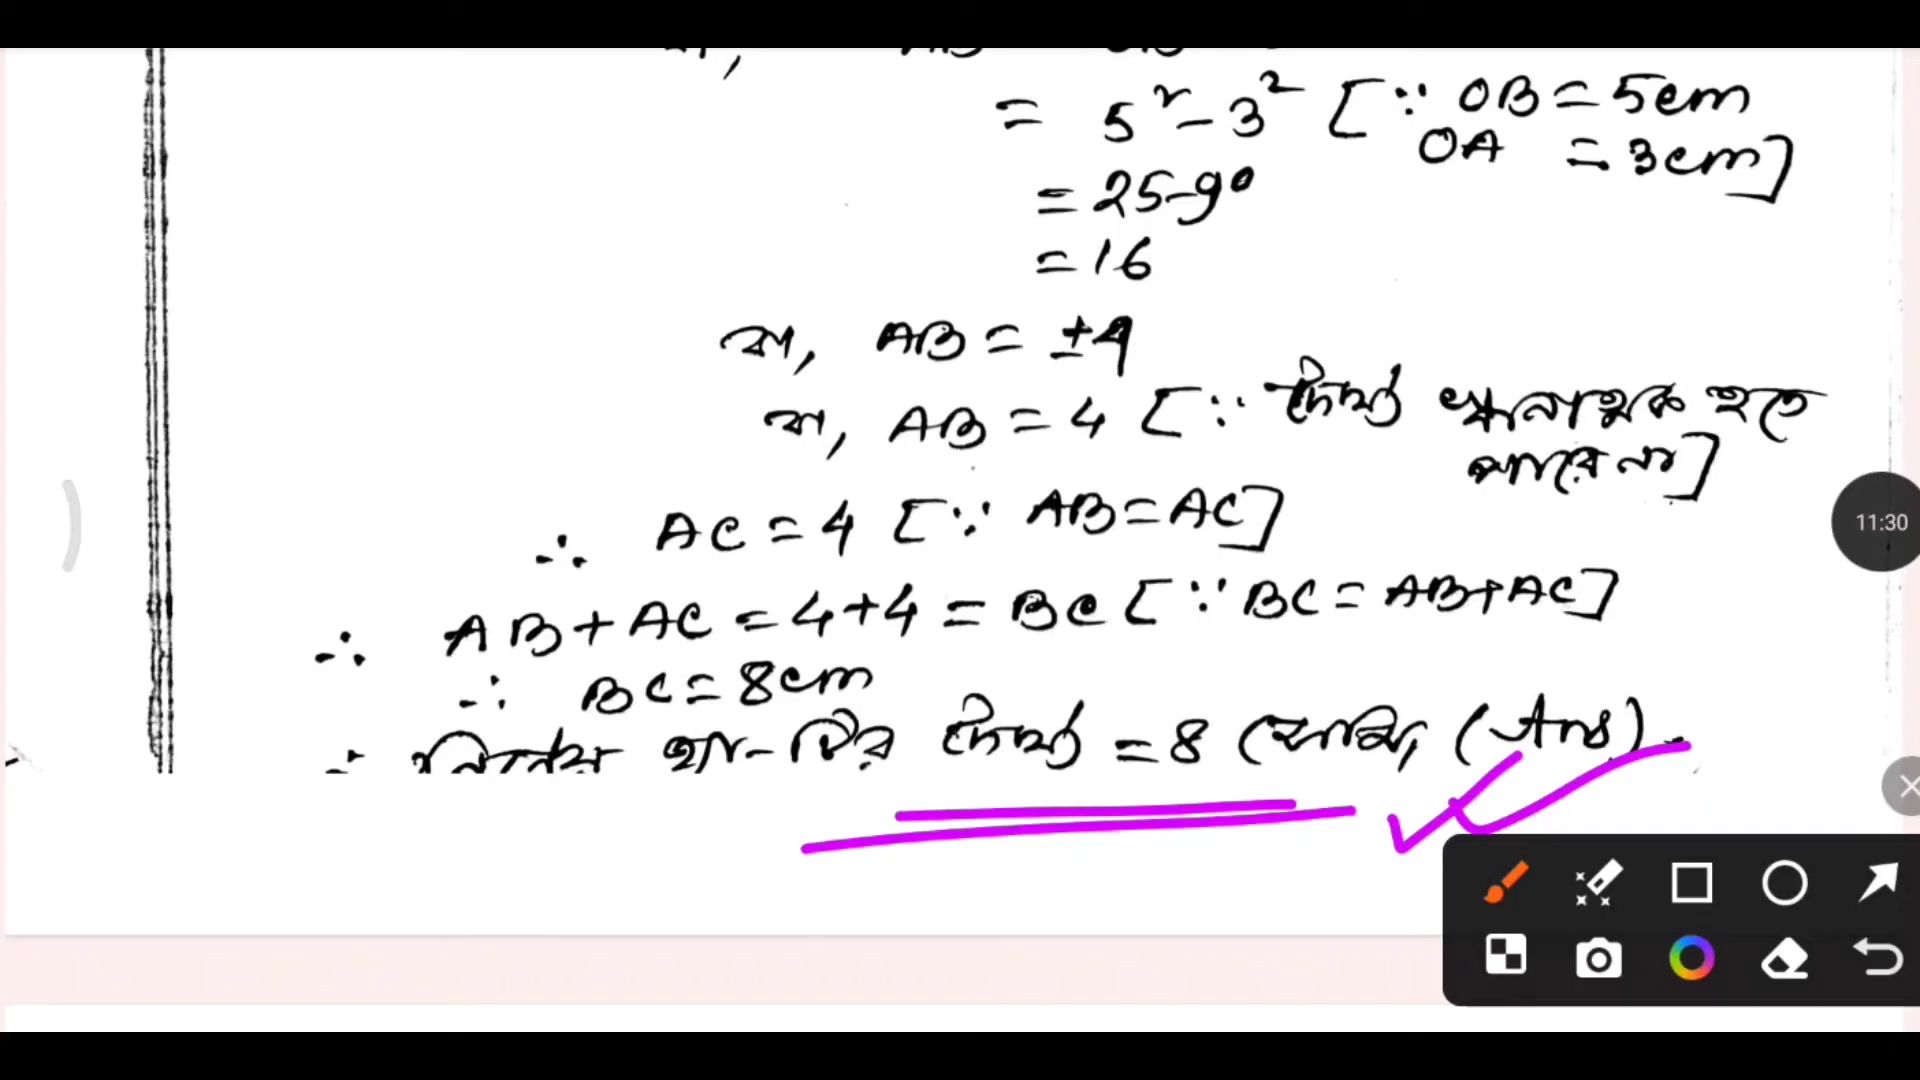 = 5² - 3² [∵ OB = 5cm
OA = 3cm]
= 25-9
= 16
বা, AB = ±4
বা, AB = 4 [∵ দৈর্ঘ্য ঋনাত্মক হতে
পারে না]
∴ AC = 4 [∵ AB = AC]
∴ AB + AC = 4+4 = BC [∵ BC = AB+AC]
∴ BC = 8cm
∴ নির্ণেয় জ্যা-টির দৈর্ঘ্য = 8 সেমি, (Ans).
11:30